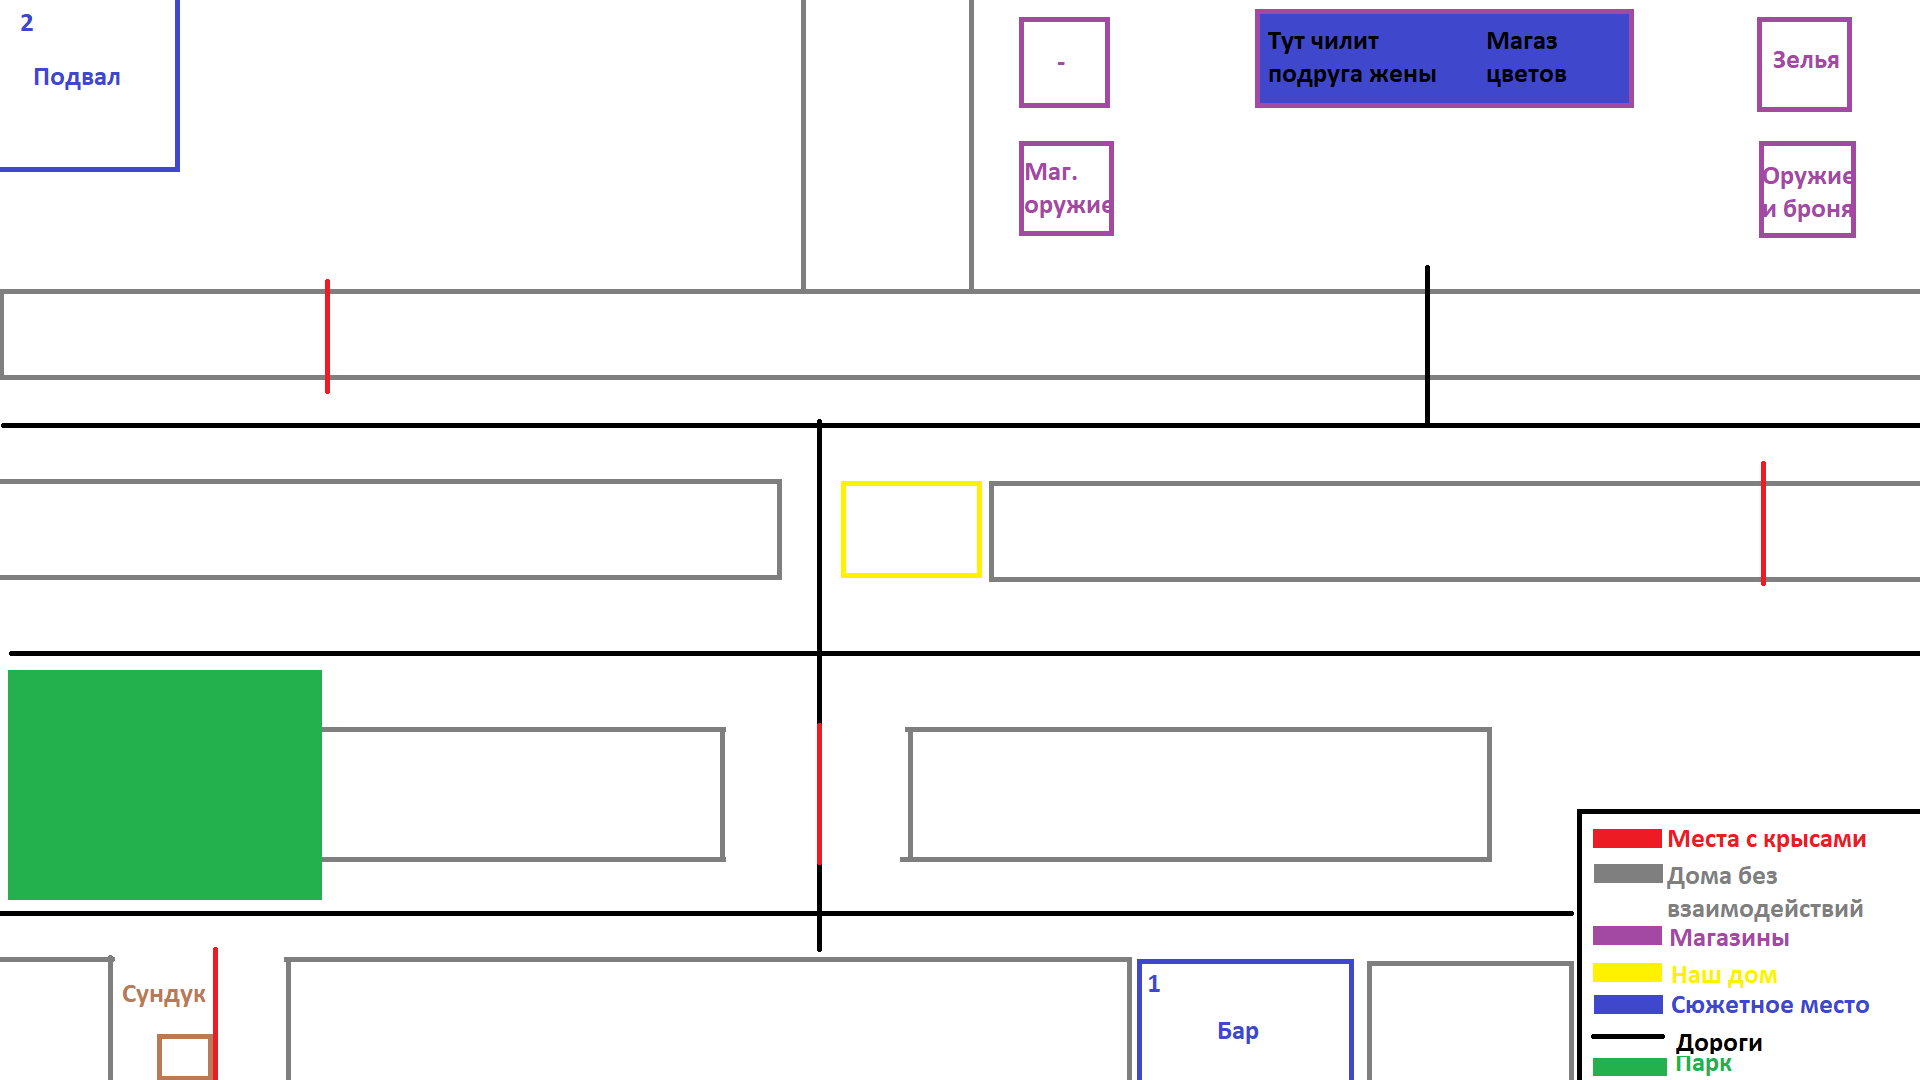 2
Подвал
-
Тут чилит
подруга жены
Магаз
цветов
Зелья
Маг.
оружие
Оружие
и броня
Сундук
1
Бар
Места с крысами
Дома без
взаимодействий
Магазины
Наш дом
Сюжетное место
Дороги
Парк